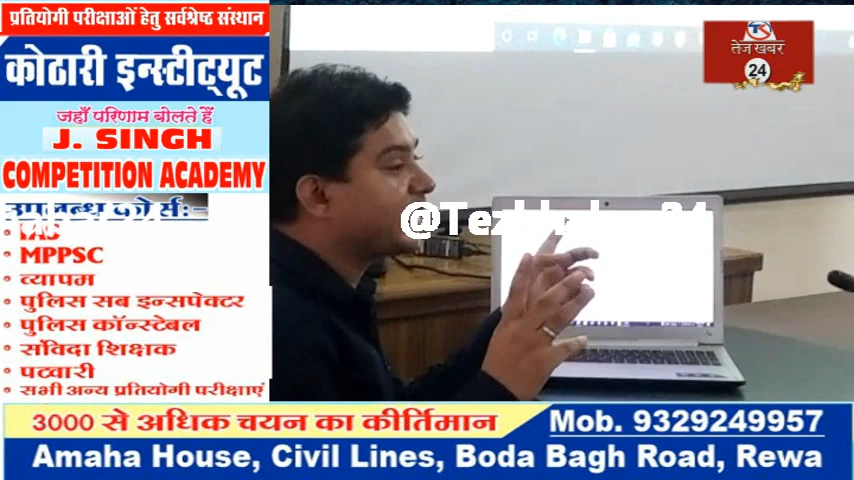 प्रतियोगी परीक्षाओं हेतु सर्वश्रेष्ठ संस्थान
कोठारी इन्स्टीट्यूट
जहाँ परिणाम बोलते हैं
J. SINGH
COMPETITION ACADEMY
उपलब्ध कोर्स:-
• IAS
• MPPSC
• व्यापम
• पुलिस सब इन्सपेक्टर
• पुलिस कॉन्स्टेबल
• संविदा शिक्षक
• पटवारी
• सभी अन्य प्रतियोगी परीक्षाएं
तेज खबर
24
3000 से अधिक चयन का कीर्तिमान
Mob. 9329249957
Amaha House, Civil Lines, Boda Bagh Road, Rewa